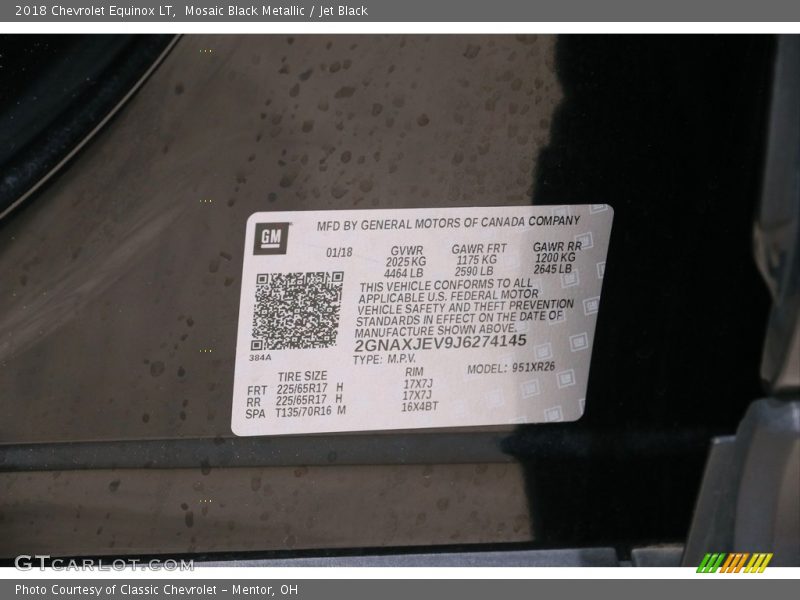 2018 Chevrolet Equinox LT,  Mosaic Black Metallic / Jet Black
GM
MFD BY GENERAL MOTORS OF CANADA COMPANY
01/18 GVWR GAWR FRT GAWR RR
2025 KG 1175 KG 1200 KG
4464 LB 2590 LB 2645 LB
THIS VEHICLE CONFORMS TO ALL
APPLICABLE U.S. FEDERAL MOTOR
VEHICLE SAFETY AND THEFT PREVENTION
STANDARDS IN EFFECT ON THE DATE OF
MANUFACTURE SHOWN ABOVE.
2GNAXJEV9J6274145
384A
TYPE: M.P.V. MODEL: 951XR26
TIRE SIZE RIM
FRT 225/65R17 H 17X7J
RR 225/65R17 H 17X7J
SPA T135/70R16 M 16X4BT
GTCARLOT.COM
Photo Courtesy of Classic Chevrolet - Mentor, OH